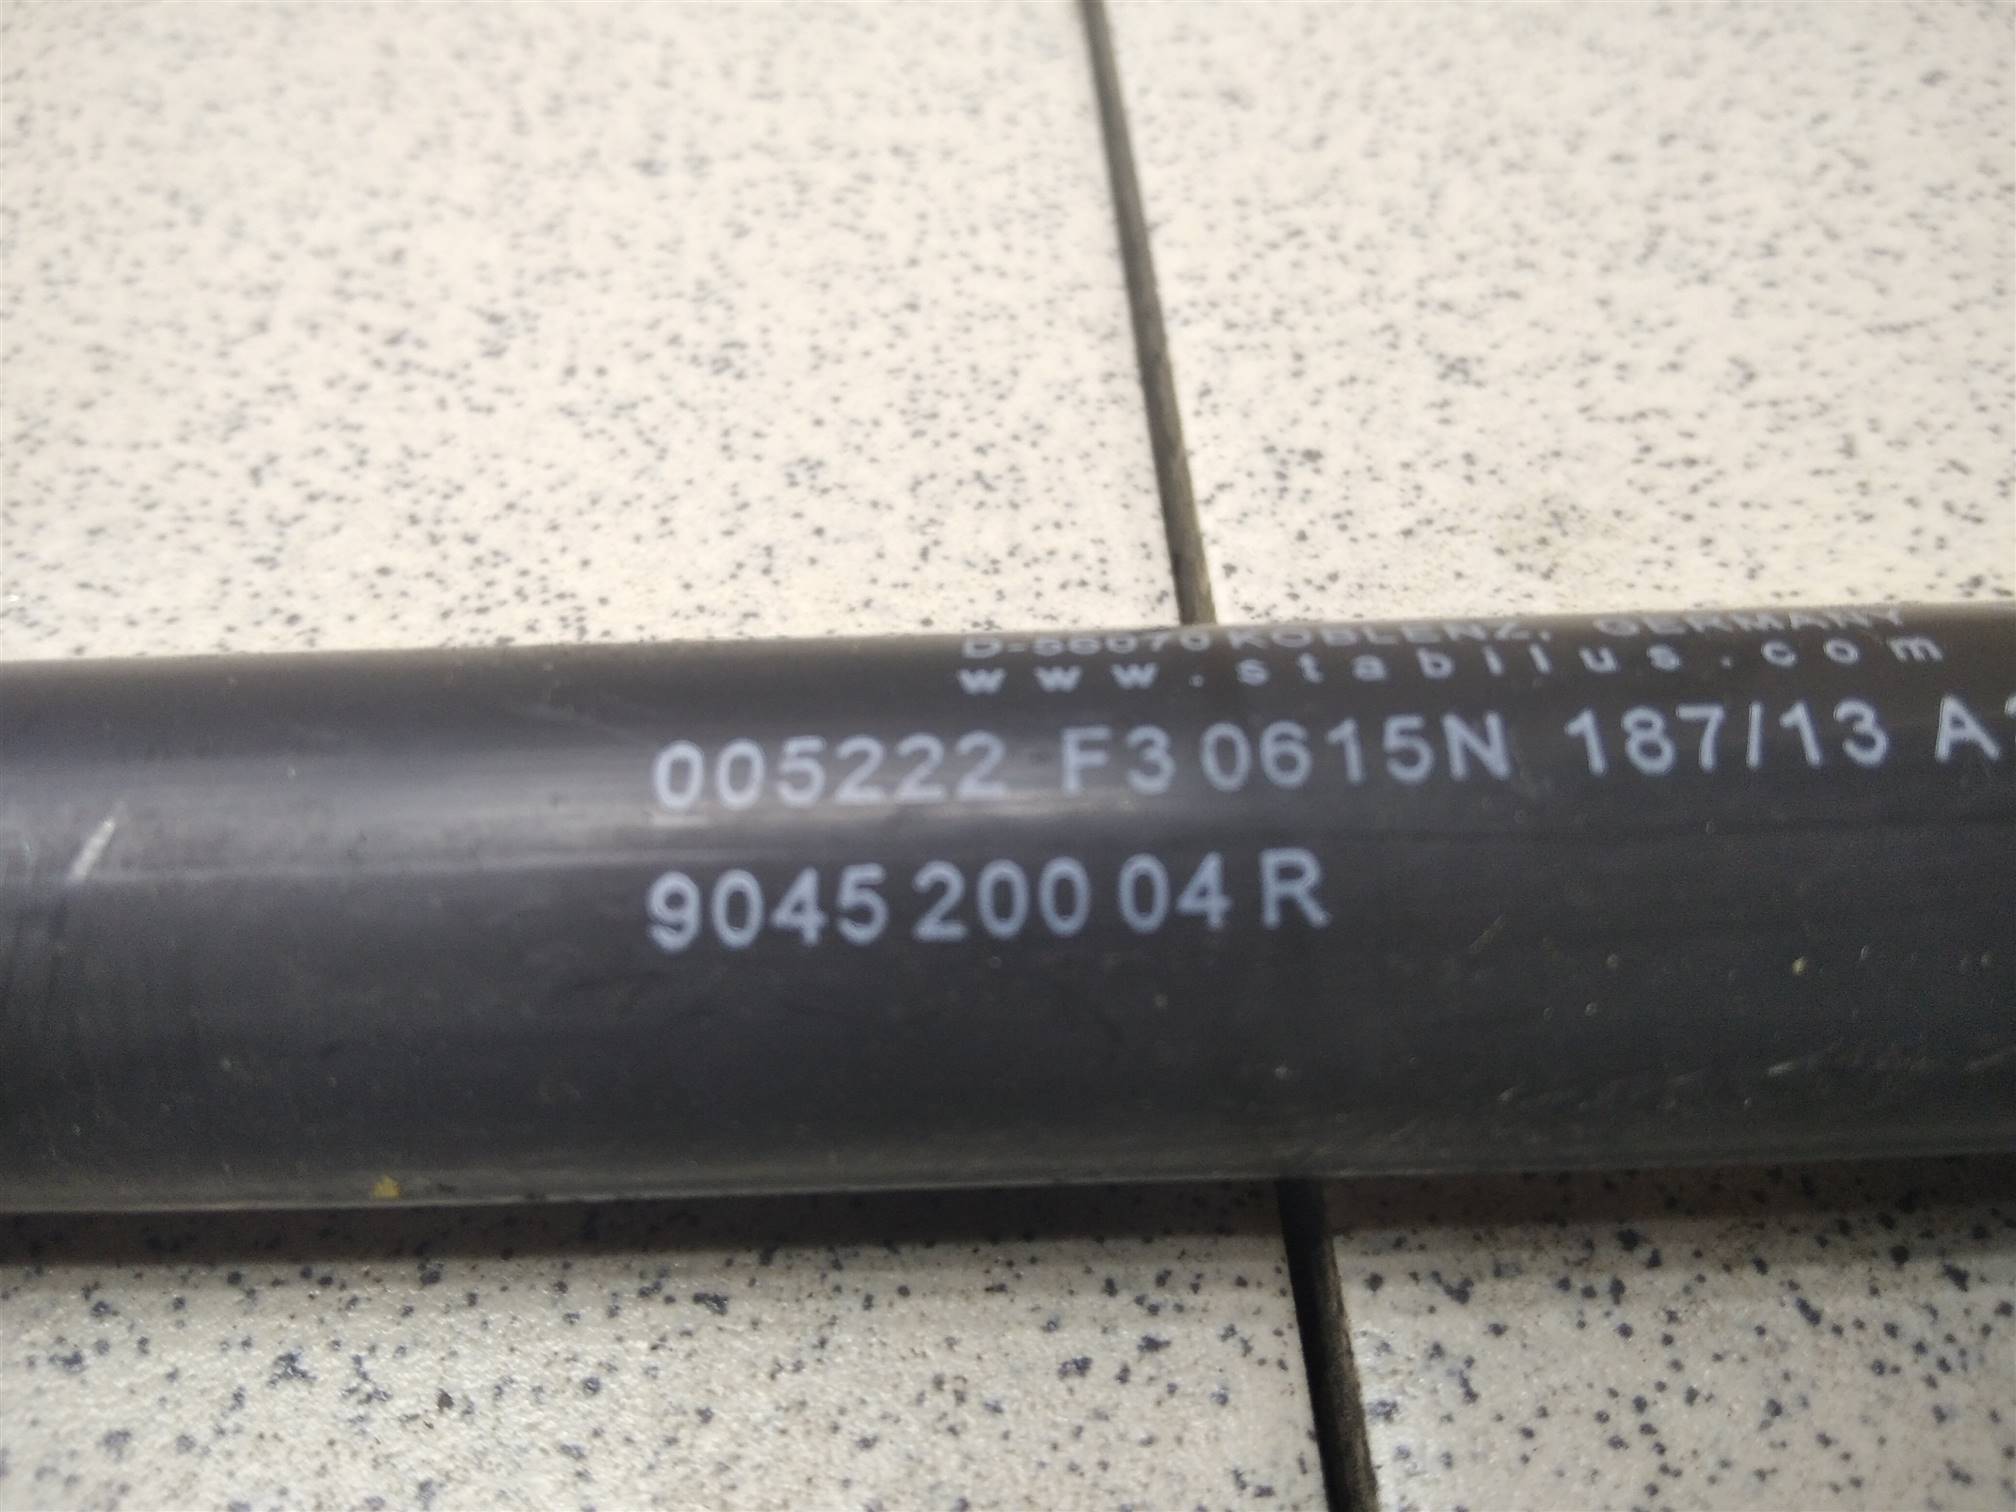 D-56070 KOBLENZ, GERMANY
www.stabilus.com
005222 F3 0615N 187/13 A
9045 200 04 R